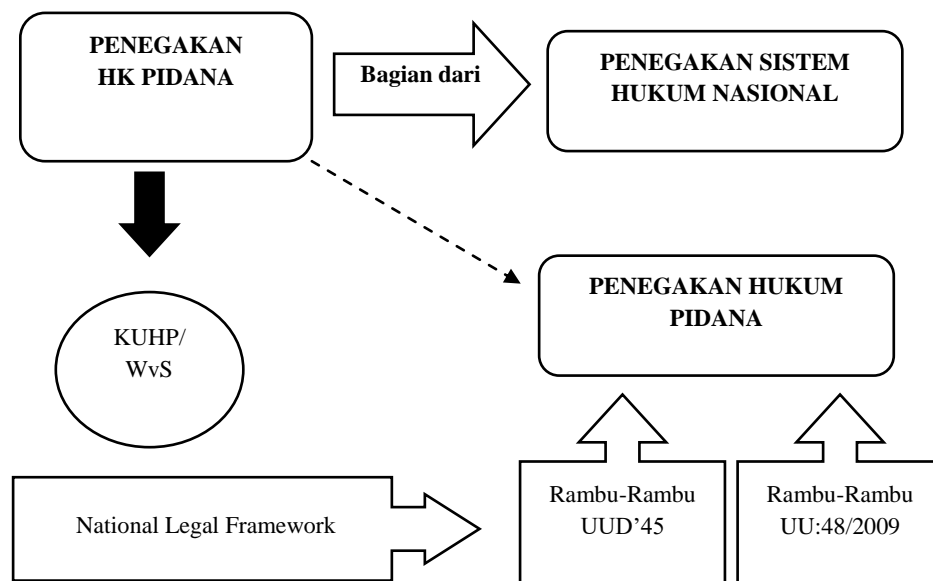 PENEGAKAN
HK PIDANA
Bagian dari
PENEGAKAN SISTEM
HUKUM NASIONAL
PENEGAKAN HUKUM
PIDANA
KUHP/
WvS
National Legal Framework
Rambu-Rambu
UUD’45
Rambu-Rambu
UU:48/2009